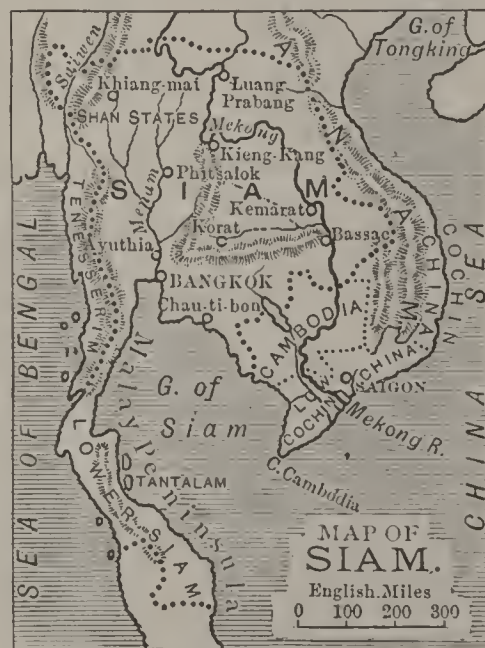 G. of
Tongking
Saiwen
Khiang-mai
SHAN STATES
Luang
Prabang
Mekong
Kieng-Kang
Phitsalok
SIAM
Kemarat
Menam
Korat
Bassac
Ayuthia
BANGKOK
Chau-ti-bon
TENASSERIM
ANNAM
COCHIN CHINA
CAMBODIA
LOW
COCHIN CHINA
SAIGON
Mekong R.
C. Cambodia
G. of
Siam
Malay Peninsula
TANTALAM
LOWER SIAM
SEA OF BENGAL
CHINA SEA
MAP OF
SIAM.
English.Miles
0 100 200 300